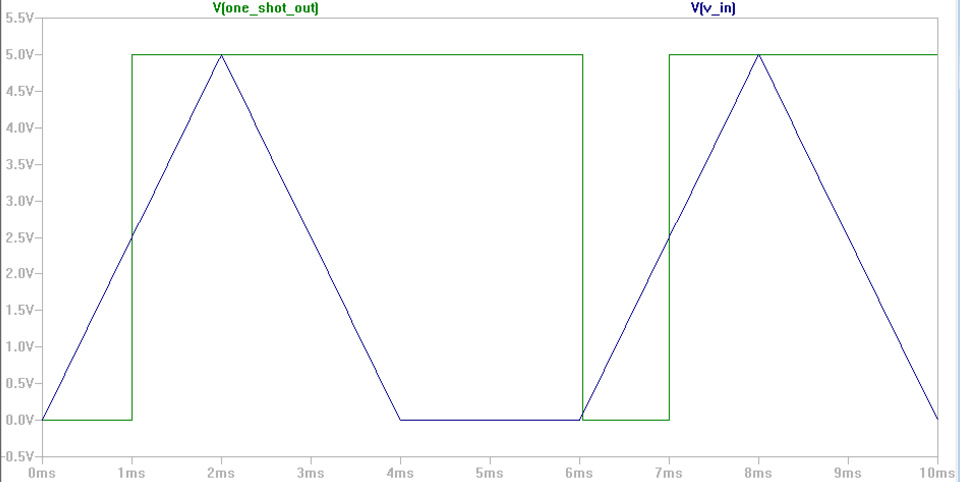 V(one_shot_out) V(v_in)
5.5V
5.0V
4.5V
4.0V
3.5V
3.0V
2.5V
2.0V
1.5V
1.0V
0.5V
0.0V
-0.5V
0ms 1ms 2ms 3ms 4ms 5ms 6ms 7ms 8ms 9ms 10ms